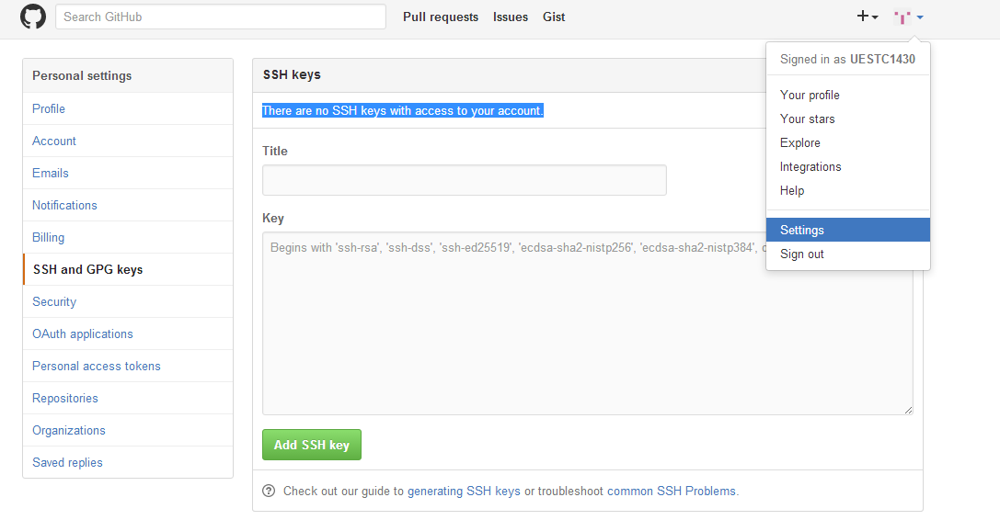 Search GitHub
Pull requests Issues Gist
Signed in as UESTC1430
Your profile
Your stars
Explore
Integrations
Help
Settings
Sign out
Personal settings
Profile
Account
Emails
Notifications
Billing
SSH and GPG keys
Security
OAuth applications
Personal access tokens
Repositories
Organizations
Saved replies
SSH keys
There are no SSH keys with access to your account.
Title
Key
Begins with 'ssh-rsa', 'ssh-dss', 'ssh-ed25519', 'ecdsa-sha2-nistp256', 'ecdsa-sha2-nistp384',
Add SSH key
Check out our guide to generating SSH keys or troubleshoot common SSH Problems.